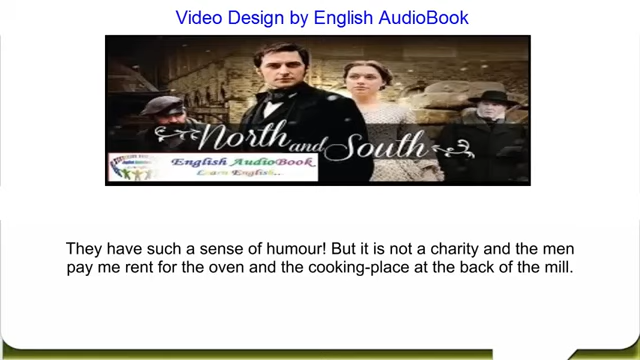 Video Design by English AudioBook
North and South
English AudioBook
Learn English...
They have such a sense of humour! But it is not a charity and the men
pay me rent for the oven and the cooking-place at the back of the mill.